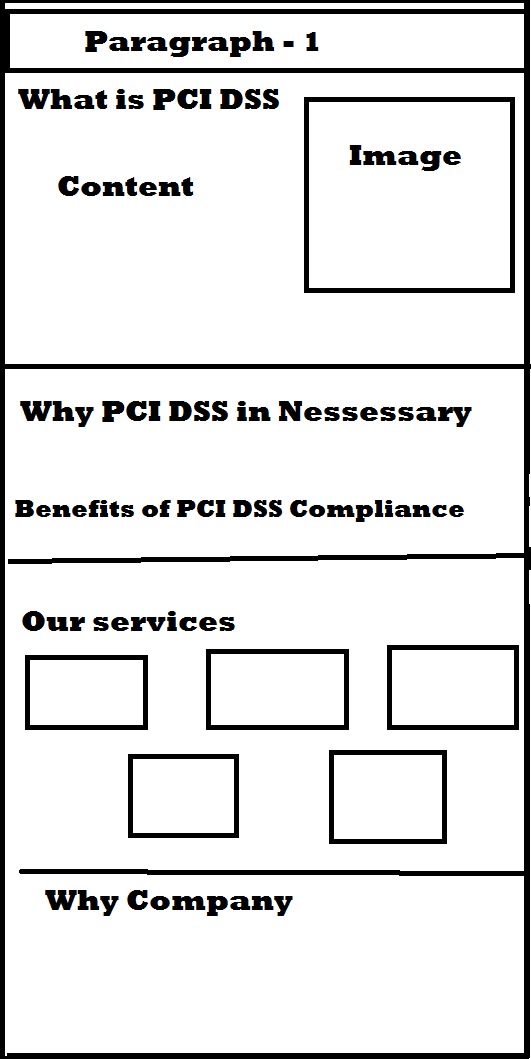 Paragraph - 1
What is PCI DSS
Image
Content
Why PCI DSS in Nessessary
Benefits of PCI DSS Compliance
Our services
Why Company